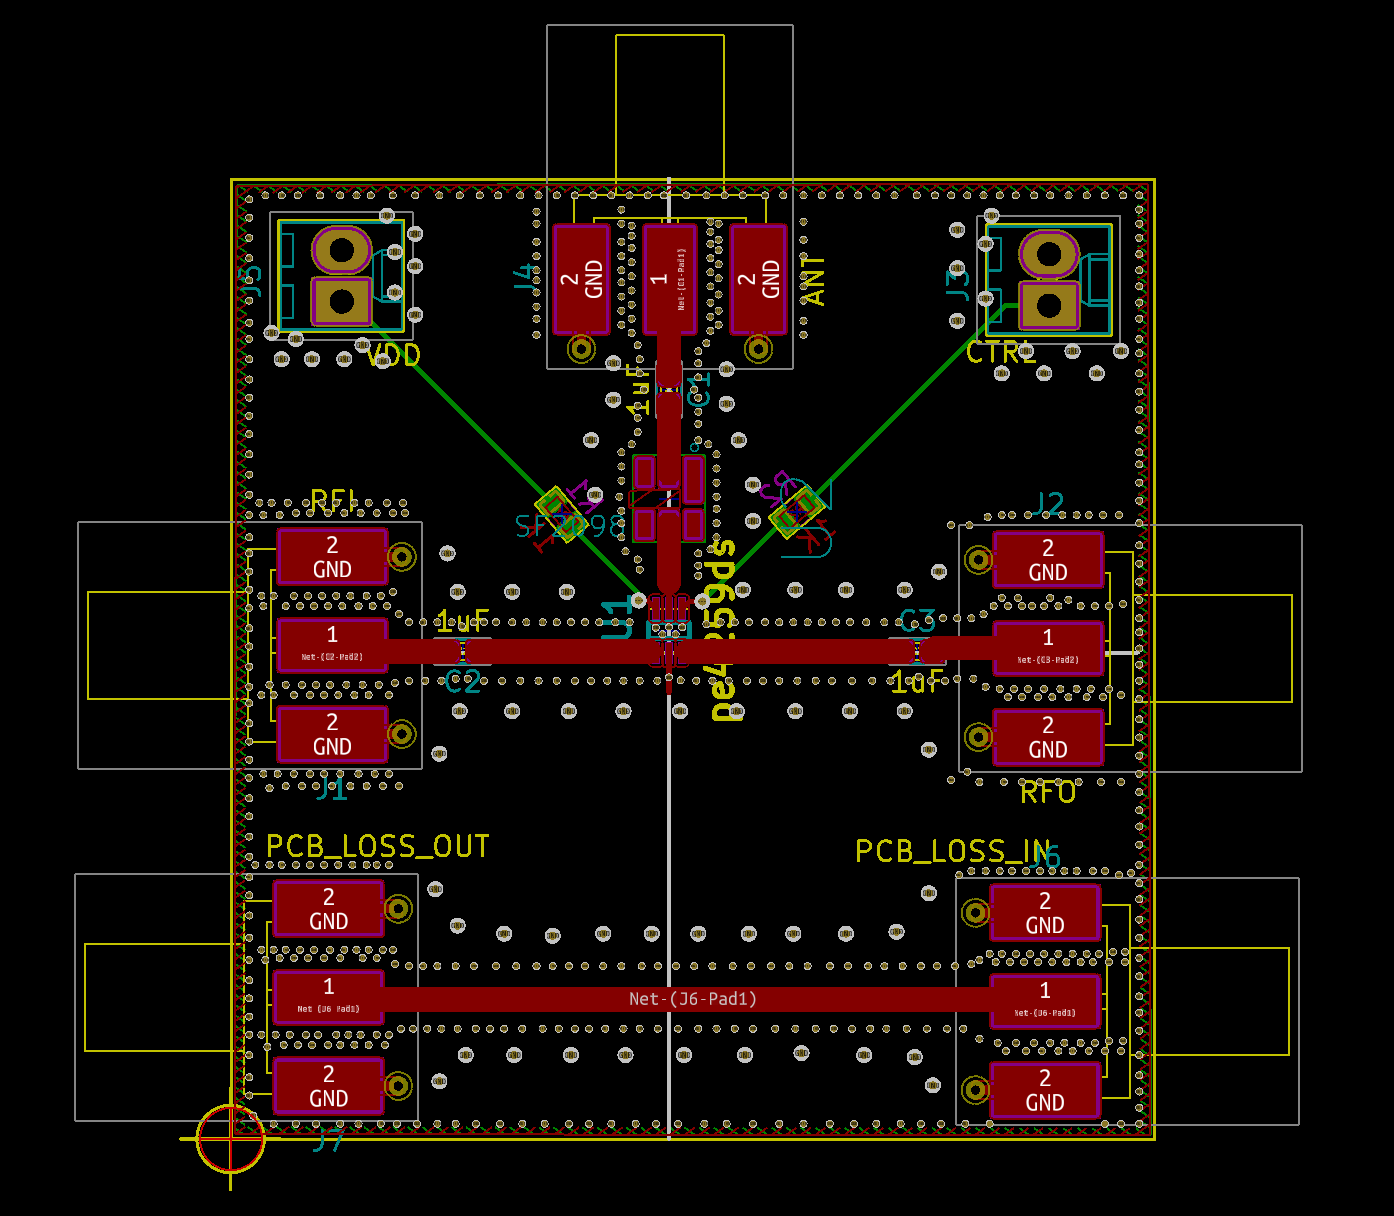 J5
VDD
J4
2
GND
1
Net-(C1-Pad1)
2
GND
ANT
J3
CTRL
1uF
C1
RFI
2
GND
1
Net-(C2-Pad2)
2
GND
J1
1uF
C2
U1
pe4259ds
J2
2
GND
1
Net-(C3-Pad2)
2
GND
RFO
C3
1uF
PCB_LOSS_OUT
PCB_LOSS_IN
J6
2
GND
1
Net-(J6-Pad1)
2
GND
J7
Net-(J6-Pad1)
2
GND
1
Net-(J6-Pad1)
2
GND